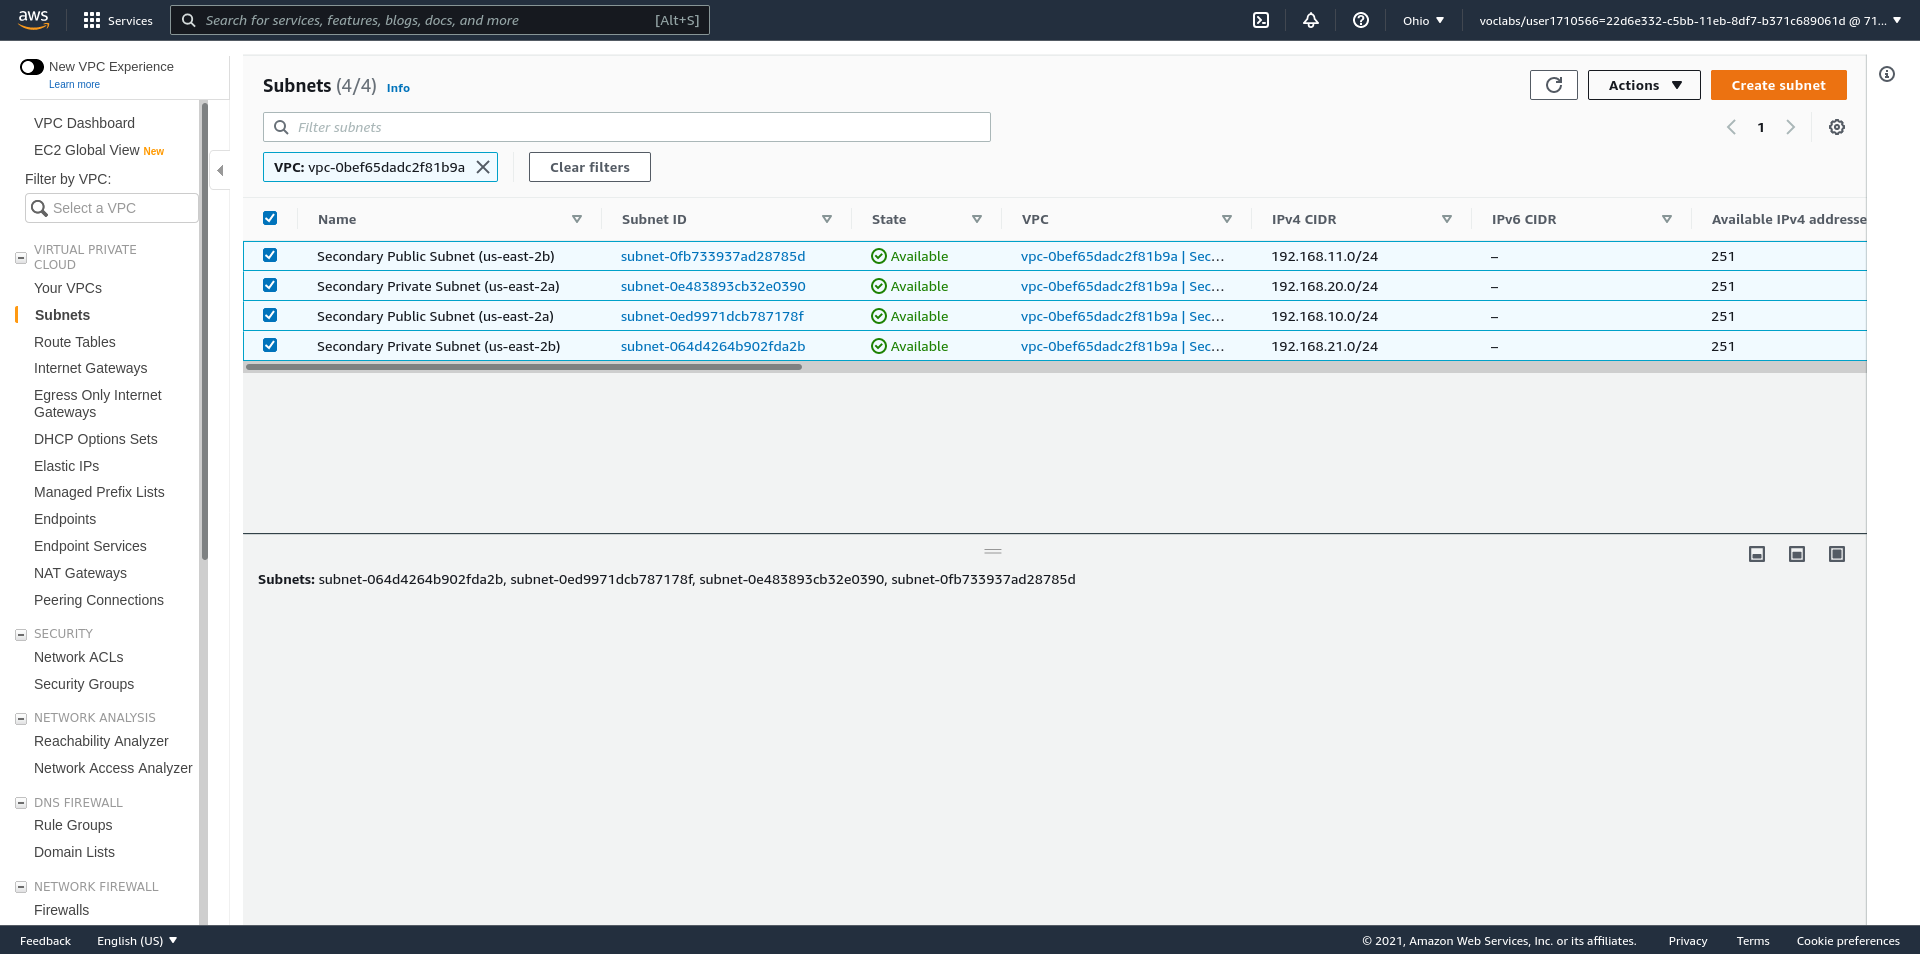 aws Services Search for services, features, blogs, docs, and more [Alt+S] Ohio voclabs/user1710566=22d6e332-c5bb-11eb-8df7-b371c689061d @ 71...
New VPC Experience
Learn more
VPC Dashboard
EC2 Global View New
Filter by VPC:
Select a VPC
VIRTUAL PRIVATE
CLOUD
Your VPCs
Subnets
Route Tables
Internet Gateways
Egress Only Internet
Gateways
DHCP Options Sets
Elastic IPs
Managed Prefix Lists
Endpoints
Endpoint Services
NAT Gateways
Peering Connections
SECURITY
Network ACLs
Security Groups
NETWORK ANALYSIS
Reachability Analyzer
Network Access Analyzer
DNS FIREWALL
Rule Groups
Domain Lists
NETWORK FIREWALL
Firewalls
Subnets (4/4) Info Actions Create subnet
Filter subnets 1
VPC: vpc-0bef65dadc2f81b9a Clear filters
Name Subnet ID State VPC IPv4 CIDR IPv6 CIDR Available IPv4 addresse
Secondary Public Subnet (us-east-2b) subnet-0fb733937ad28785d Available vpc-0bef65dadc2f81b9a | Sec... 192.168.11.0/24 – 251
Secondary Private Subnet (us-east-2a) subnet-0e483893cb32e0390 Available vpc-0bef65dadc2f81b9a | Sec... 192.168.20.0/24 – 251
Secondary Public Subnet (us-east-2a) subnet-0ed9971dcb787178f Available vpc-0bef65dadc2f81b9a | Sec... 192.168.10.0/24 – 251
Secondary Private Subnet (us-east-2b) subnet-064d4264b902fda2b Available vpc-0bef65dadc2f81b9a | Sec... 192.168.21.0/24 – 251
Subnets: subnet-064d4264b902fda2b, subnet-0ed9971dcb787178f, subnet-0e483893cb32e0390, subnet-0fb733937ad28785d
Feedback English (US) © 2021, Amazon Web Services, Inc. or its affiliates. Privacy Terms Cookie preferences